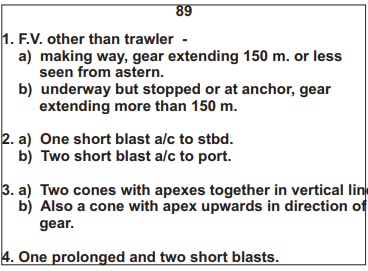 89
1. F.V. other than trawler -
a) making way, gear extending 150 m. or less
seen from astern.
b) underway but stopped or at anchor, gear
extending more than 150 m.
2. a) One short blast a/c to stbd.
b) Two short blast a/c to port.
3. a) Two cones with apexes together in vertical lin
b) Also a cone with apex upwards in direction of
gear.
4. One prolonged and two short blasts.